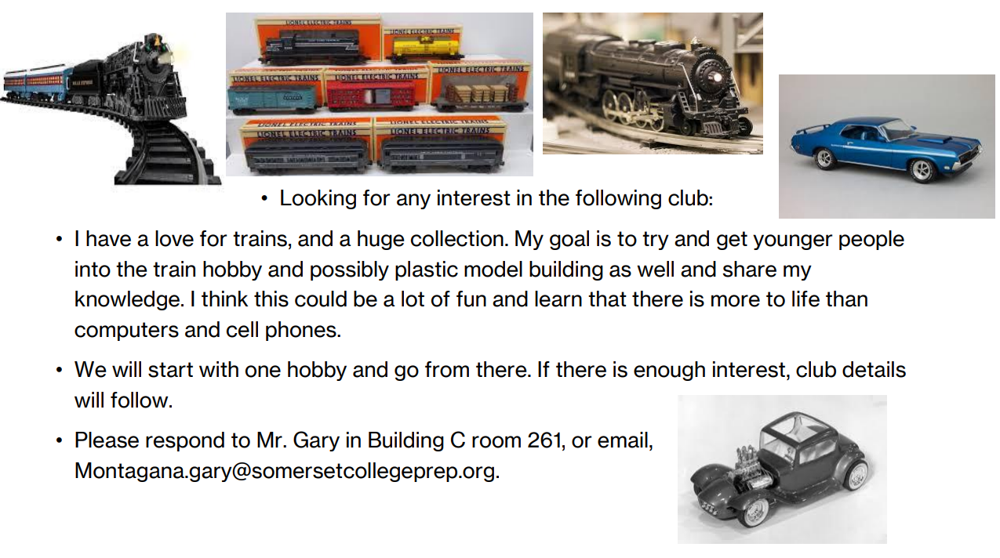 LIONEL ELECTRIC TRAINS
LIONEL ELECTRIC TRAINS
LIONEL ELECTRIC TRAINS
LIONEL ELECTRIC TRAINS
LIONEL ELECTRIC TRAINS
LIONEL ELECTRIC TRAINS
LIONEL ELECTRIC TRAINS
LIONEL ELECTRIC TRAINS
LIONEL ELECTRIC TRAINS
• Looking for any interest in the following club:
• I have a love for trains, and a huge collection. My goal is to try and get younger people
into the train hobby and possibly plastic model building as well and share my
knowledge. I think this could be a lot of fun and learn that there is more to life than
computers and cell phones.
• We will start with one hobby and go from there. If there is enough interest, club details
will follow.
• Please respond to Mr. Gary in Building C room 261, or email,
Montagana.gary@somersetcollegeprep.org.